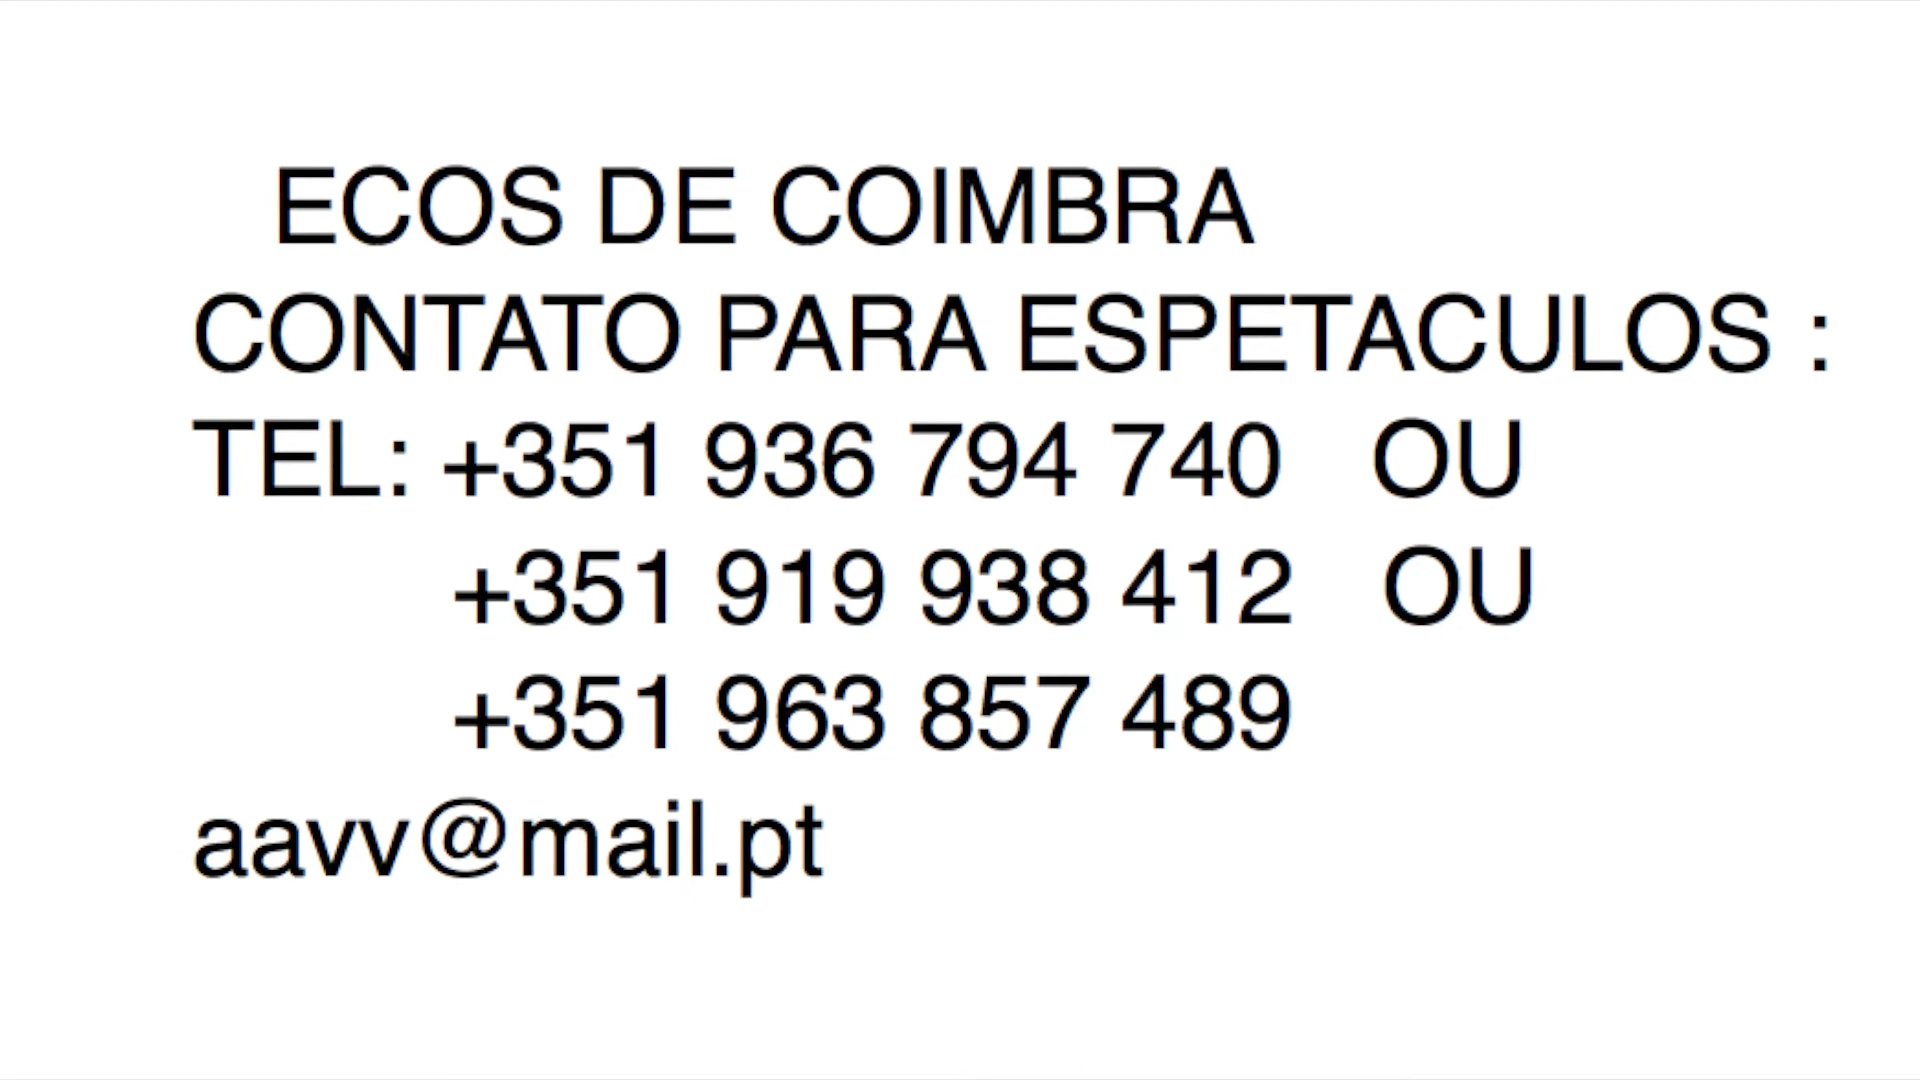 ECOS DE COIMBRA
CONTATO PARA ESPETACULOS :
TEL: +351 936 794 740 OU
+351 919 938 412 OU
+351 963 857 489
aavv@mail.pt